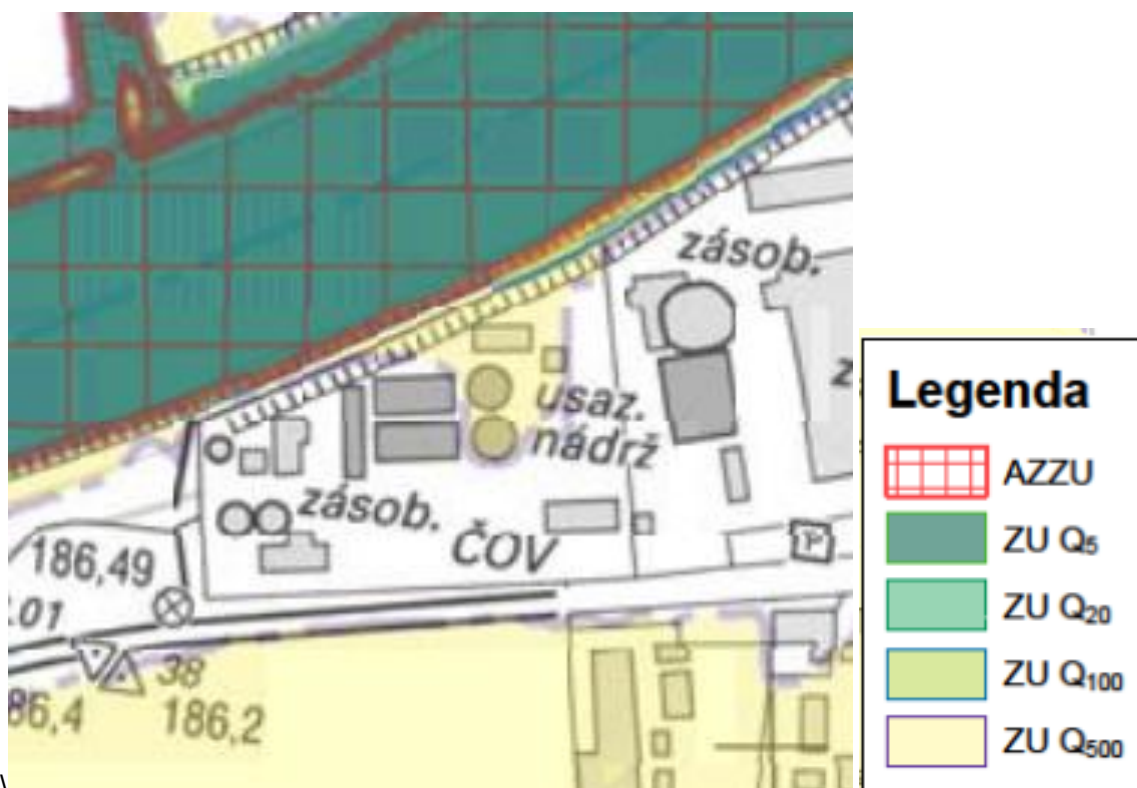 zásob.
usaz.
nádrž
zásob.
ČOV
186,49
.01
38
86,4
186,2
P
z
Legenda
AZZU
ZU Q5
ZU Q20
ZU Q100
ZU Q500
\